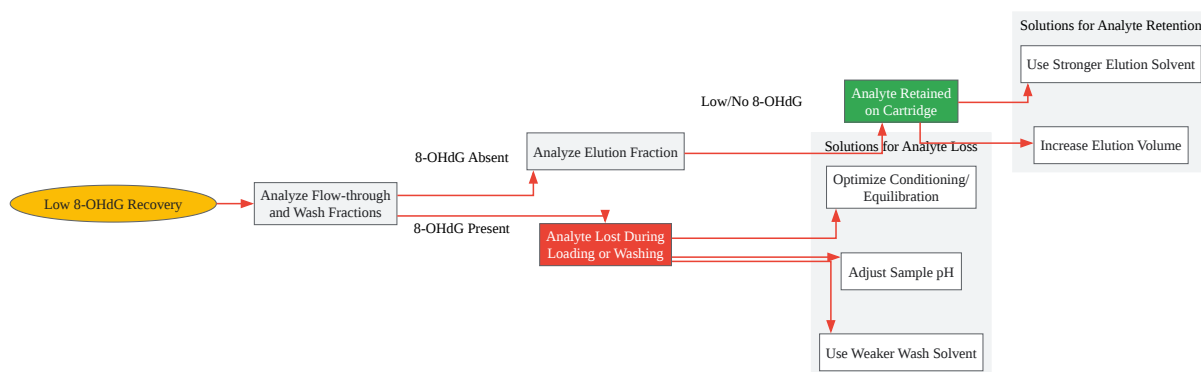 Solutions for Analyte Retention
Use Stronger Elution Solvent
Analyte Retained
on Cartridge
Low/No 8-OHdG
Increase Elution Volume
Solutions for Analyte Loss
8-OHdG Absent
Analyze Elution Fraction
Optimize Conditioning/
Equilibration
Low 8-OHdG Recovery
Analyze Flow-through
and Wash Fractions
8-OHdG Present
Analyte Lost During
Loading or Washing
Adjust Sample pH
Use Weaker Wash Solvent